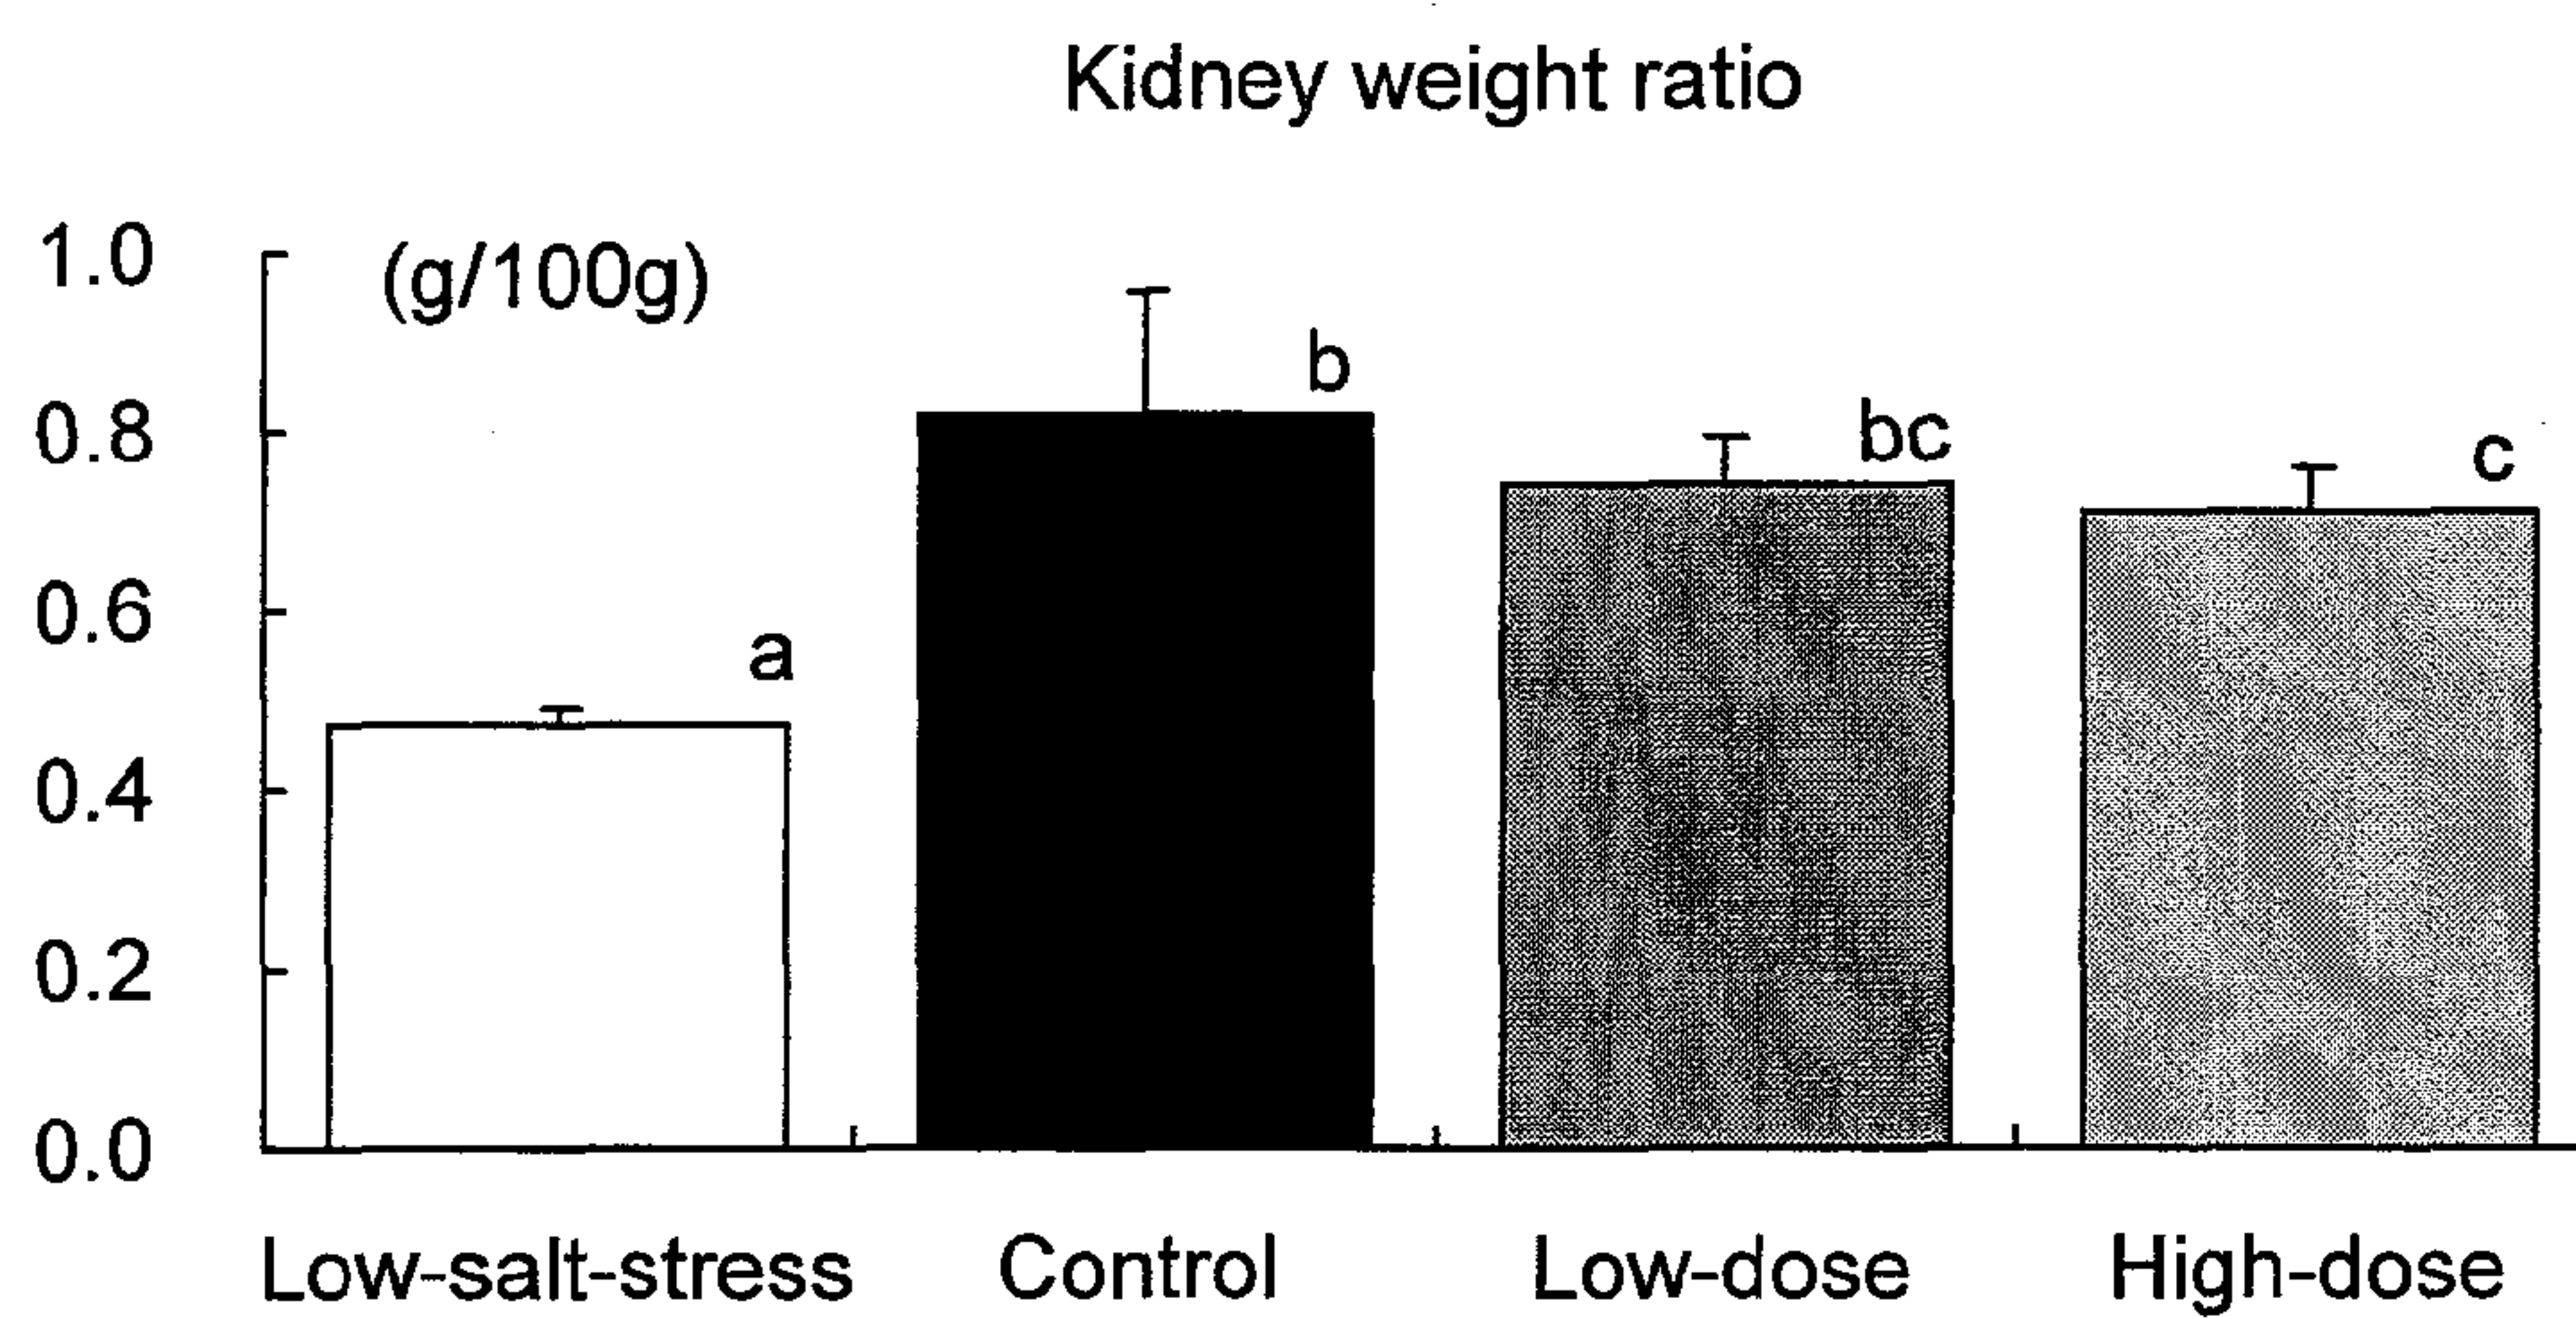 Kidney weight ratio
(g/100g)
1.0
0.8
0.6
0.4
0.2
0.0
a
b
bc
c
Low-salt-stress
Control
Low-dose
High-dose